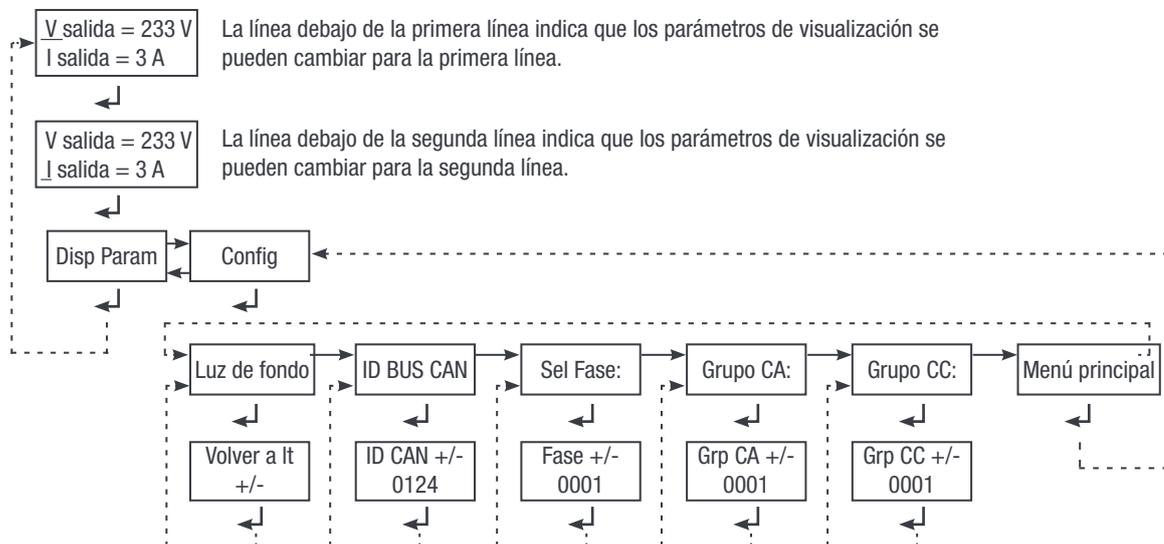 V salida = 233 V
I salida = 3 A
La línea debajo de la primera línea indica que los parámetros de visualización se
pueden cambiar para la primera línea.
V salida = 233 V
I salida = 3 A
La línea debajo de la segunda línea indica que los parámetros de visualización se
pueden cambiar para la segunda línea.
Disp Param
Config
Luz de fondo
ID BUS CAN
Sel Fase:
Grupo CA:
Grupo CC:
Menú principal
Volver a lt
+/-
ID CAN +/-
0124
Fase +/-
0001
Grp CA +/-
0001
Grp CC +/-
0001